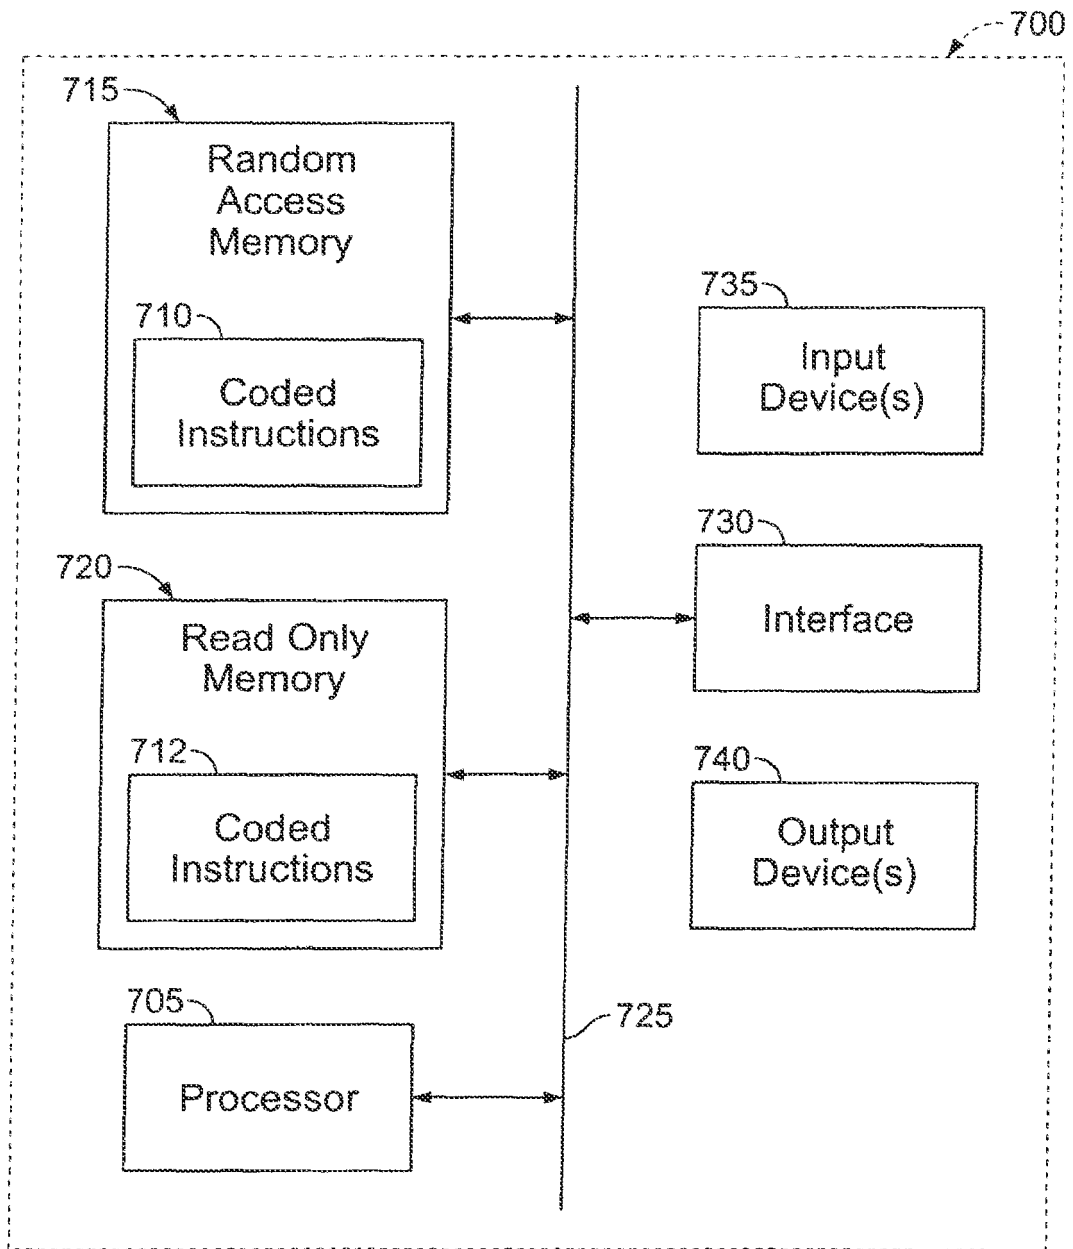 700
715
Random
Access
Memory
710
Coded
Instructions
735
Input
Device(s)
730
Interface
720
Read Only
Memory
712
Coded
Instructions
740
Output
Device(s)
705
Processor
725